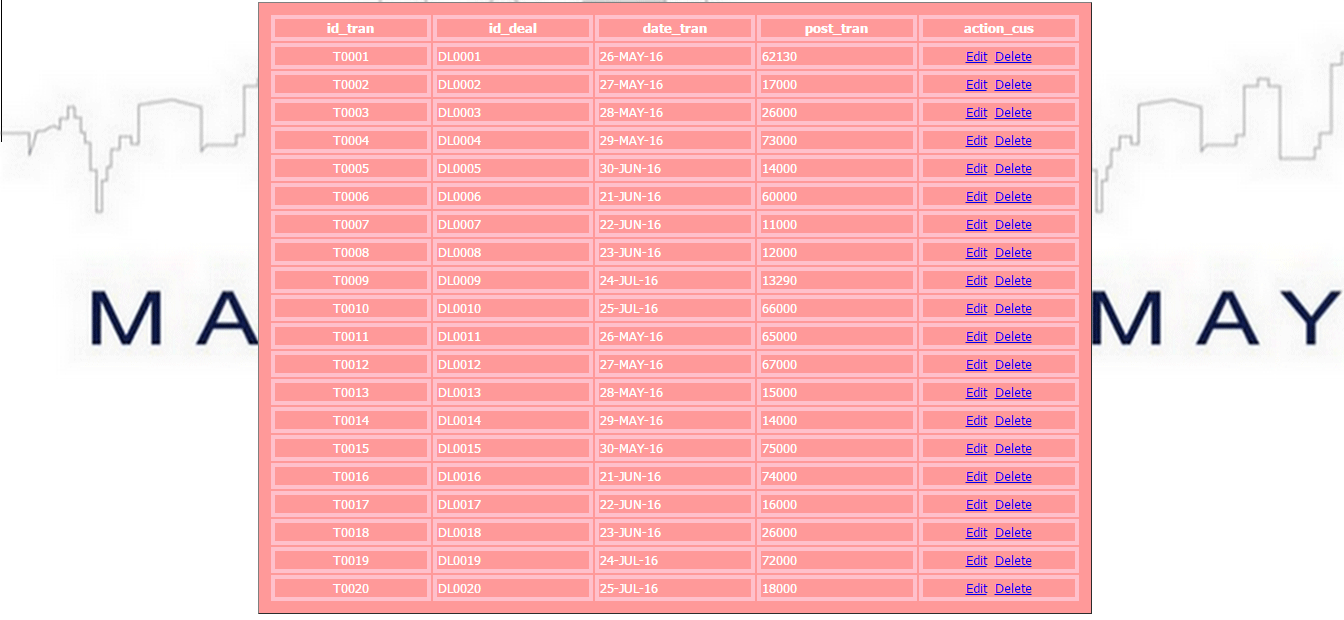 id_tran id_deal date_tran post_tran action_cus
T0001 DL0001 26-MAY-16 62130 Edit Delete
T0002 DL0002 27-MAY-16 17000 Edit Delete
T0003 DL0003 28-MAY-16 26000 Edit Delete
T0004 DL0004 29-MAY-16 73000 Edit Delete
T0005 DL0005 30-JUN-16 14000 Edit Delete
T0006 DL0006 21-JUN-16 60000 Edit Delete
T0007 DL0007 22-JUN-16 11000 Edit Delete
T0008 DL0008 23-JUN-16 12000 Edit Delete
T0009 DL0009 24-JUL-16 13290 Edit Delete
T0010 DL0010 25-JUL-16 66000 Edit Delete
T0011 DL0011 26-MAY-16 65000 Edit Delete
T0012 DL0012 27-MAY-16 67000 Edit Delete
T0013 DL0013 28-MAY-16 15000 Edit Delete
T0014 DL0014 29-MAY-16 14000 Edit Delete
T0015 DL0015 30-MAY-16 75000 Edit Delete
T0016 DL0016 21-JUN-16 74000 Edit Delete
T0017 DL0017 22-JUN-16 16000 Edit Delete
T0018 DL0018 23-JUN-16 26000 Edit Delete
T0019 DL0019 24-JUL-16 72000 Edit Delete
T0020 DL0020 25-JUL-16 18000 Edit Delete
MA
MAY